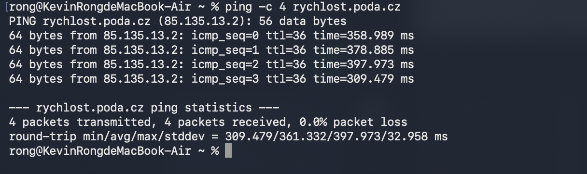 rong@KevinRongdeMacBook-Air ~ % ping -c 4 rychlost.poda.cz
PING rychlost.poda.cz (85.135.13.2): 56 data bytes
64 bytes from 85.135.13.2: icmp_seq=0 ttl=36 time=358.989 ms
64 bytes from 85.135.13.2: icmp_seq=1 ttl=36 time=378.885 ms
64 bytes from 85.135.13.2: icmp_seq=2 ttl=36 time=397.973 ms
64 bytes from 85.135.13.2: icmp_seq=3 ttl=36 time=309.479 ms
--- rychlost.poda.cz ping statistics ---
4 packets transmitted, 4 packets received, 0.0% packet loss
round-trip min/avg/max/stddev = 309.479/361.332/397.973/32.958 ms
rong@KevinRongdeMacBook-Air ~ %